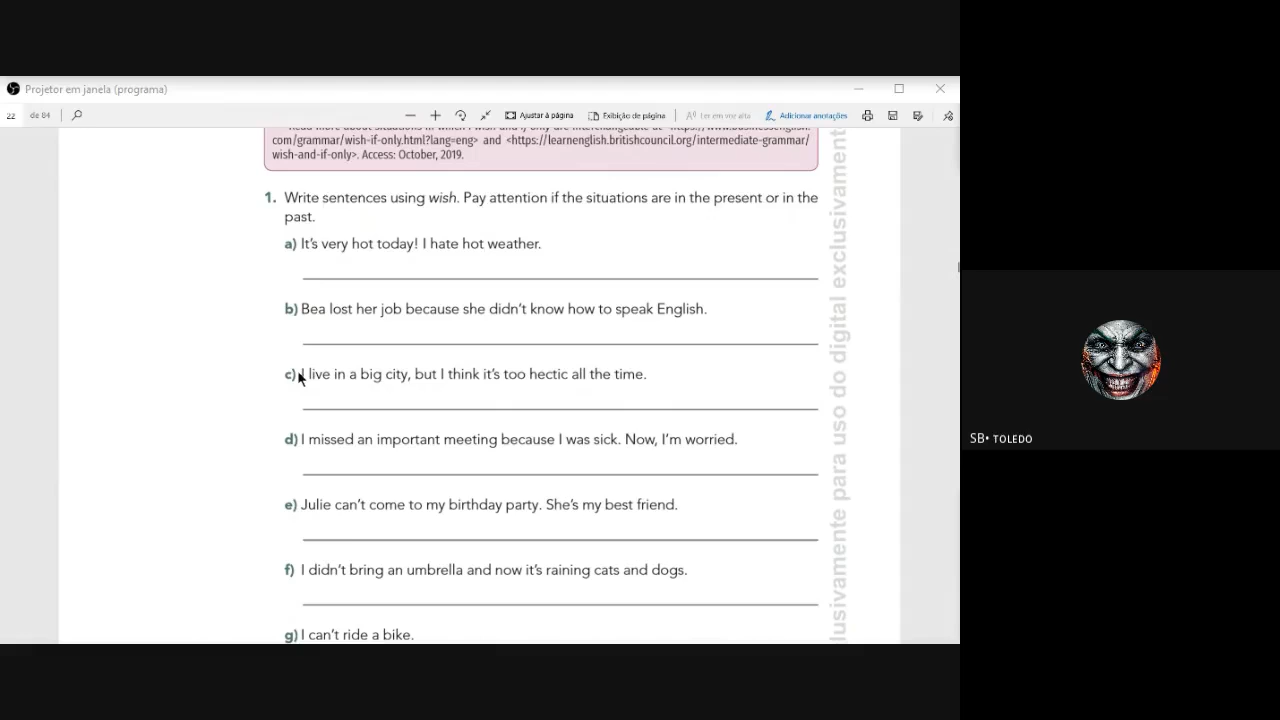 Projetor em janela (programa)
22 de 84 Ajustar à página Exibição de página Ler em voz alta Adicionar anotações
com/grammar/wish-if-only.html?lang=eng> and <https://learnenglish.britishcouncil.org/intermediate-grammar/
wish-and-if-only>. Access: October, 2019.
1. Write sentences using wish. Pay attention if the situations are in the present or in the
past.
a) It's very hot today! I hate hot weather.
b) Bea lost her job because she didn't know how to speak English.
c) I live in a big city, but I think it's too hectic all the time.
d) I missed an important meeting because I was sick. Now, I'm worried.
e) Julie can't come to my birthday party. She's my best friend.
f) I didn't bring an umbrella and now it's raining cats and dogs.
g) I can't ride a bike.
lusivamente para uso do digital exclusivament
SB• TOLEDO